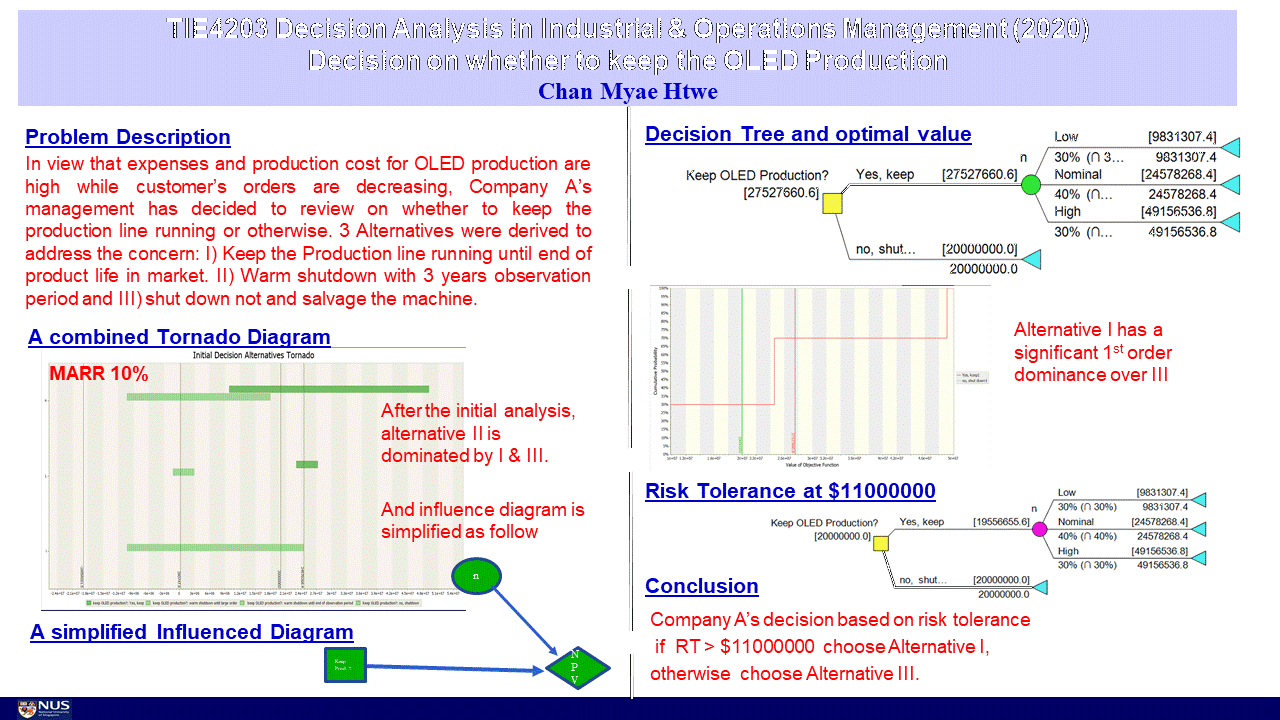 TIE4203 Decision Analysis in Industrial & Operations Management (2020)
Decision on whether to keep the OLED Production
Chan Myae Htwe
Problem Description
In view that expenses and production cost for OLED production are
high while customer's orders are decreasing, Company A's
management has decided to review on whether to keep the
production line running or otherwise. 3 Alternatives were derived to
address the concern: I) Keep the Production line running until end of
product life in market. II) Warm shutdown with 3 years observation
period and III) shut down not and salvage the machine.
A combined Tornado Diagram
Initial Decision Alternatives Tornado
MARR 10%
After the initial analysis,
alternative II is
dominated by I & III.
And influence diagram is
simplified as follow
n
A simplified Influenced Diagram
Keep
Prod ?
N
P
V
Decision Tree and optimal value
Keep OLED Production?
[27527660.6]
Yes, keep [27527660.6]
n
Low [9831307.4]
30% (∩ 3... 9831307.4
Nominal [24578268.4]
40% (∩... 24578268.4
High [49156536.8]
30% (∩... 49156536.8
no, shut... [20000000.0]
20000000.0
Cumulative Probability
Value of Objective Function
Alternative I has a
significant 1st order
dominance over III
Risk Tolerance at $11000000
Keep OLED Production?
[20000000.0]
Yes, keep [19556655.6]
n
Low [9831307.4]
30% (∩ 30%) 9831307.4
Nominal [24578268.4]
40% (∩ 40%) 24578268.4
High [49156536.8]
30% (∩ 30%) 49156536.8
no, shut... [20000000.0]
20000000.0
Conclusion
Company A's decision based on risk tolerance
if RT > $11000000 choose Alternative I,
otherwise choose Alternative III.
NUS
National University
of Singapore